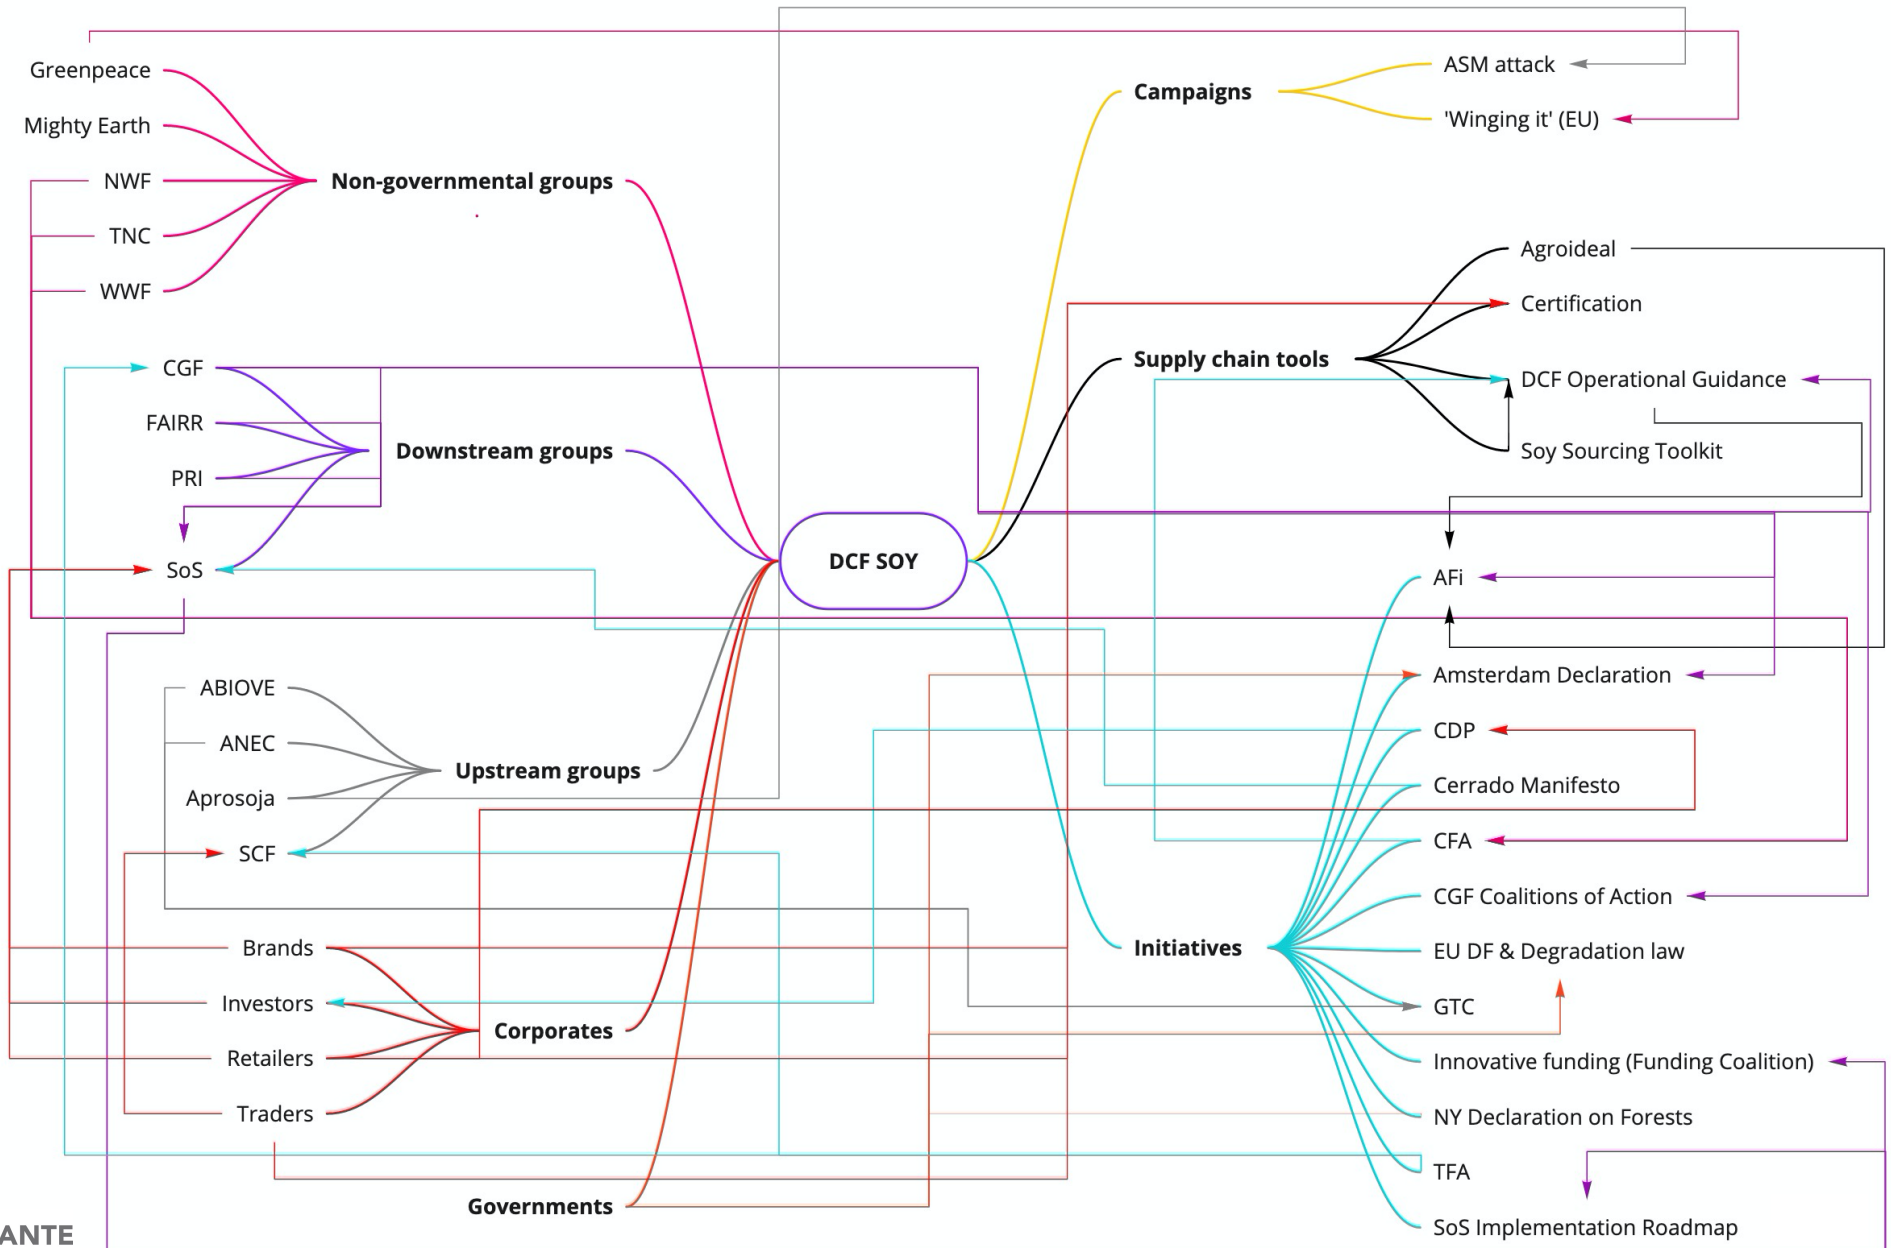 Greenpeace
Mighty Earth
NWF
TNC
WWF
Non-governmental groups
CGF
FAIRR
PRI
SoS
Downstream groups
ABIOVE
ANEC
Aprosoja
SCF
Upstream groups
Brands
Investors
Retailers
Traders
Corporates
Governments
DCF SOY
Campaigns
ASM attack
'Winging it' (EU)
Supply chain tools
Agroideal
Certification
DCF Operational Guidance
Soy Sourcing Toolkit
Initiatives
AFi
Amsterdam Declaration
CDP
Cerrado Manifesto
CFA
CGF Coalitions of Action
EU DF & Degradation law
GTC
Innovative funding (Funding Coalition)
NY Declaration on Forests
TFA
SoS Implementation Roadmap
ANTE